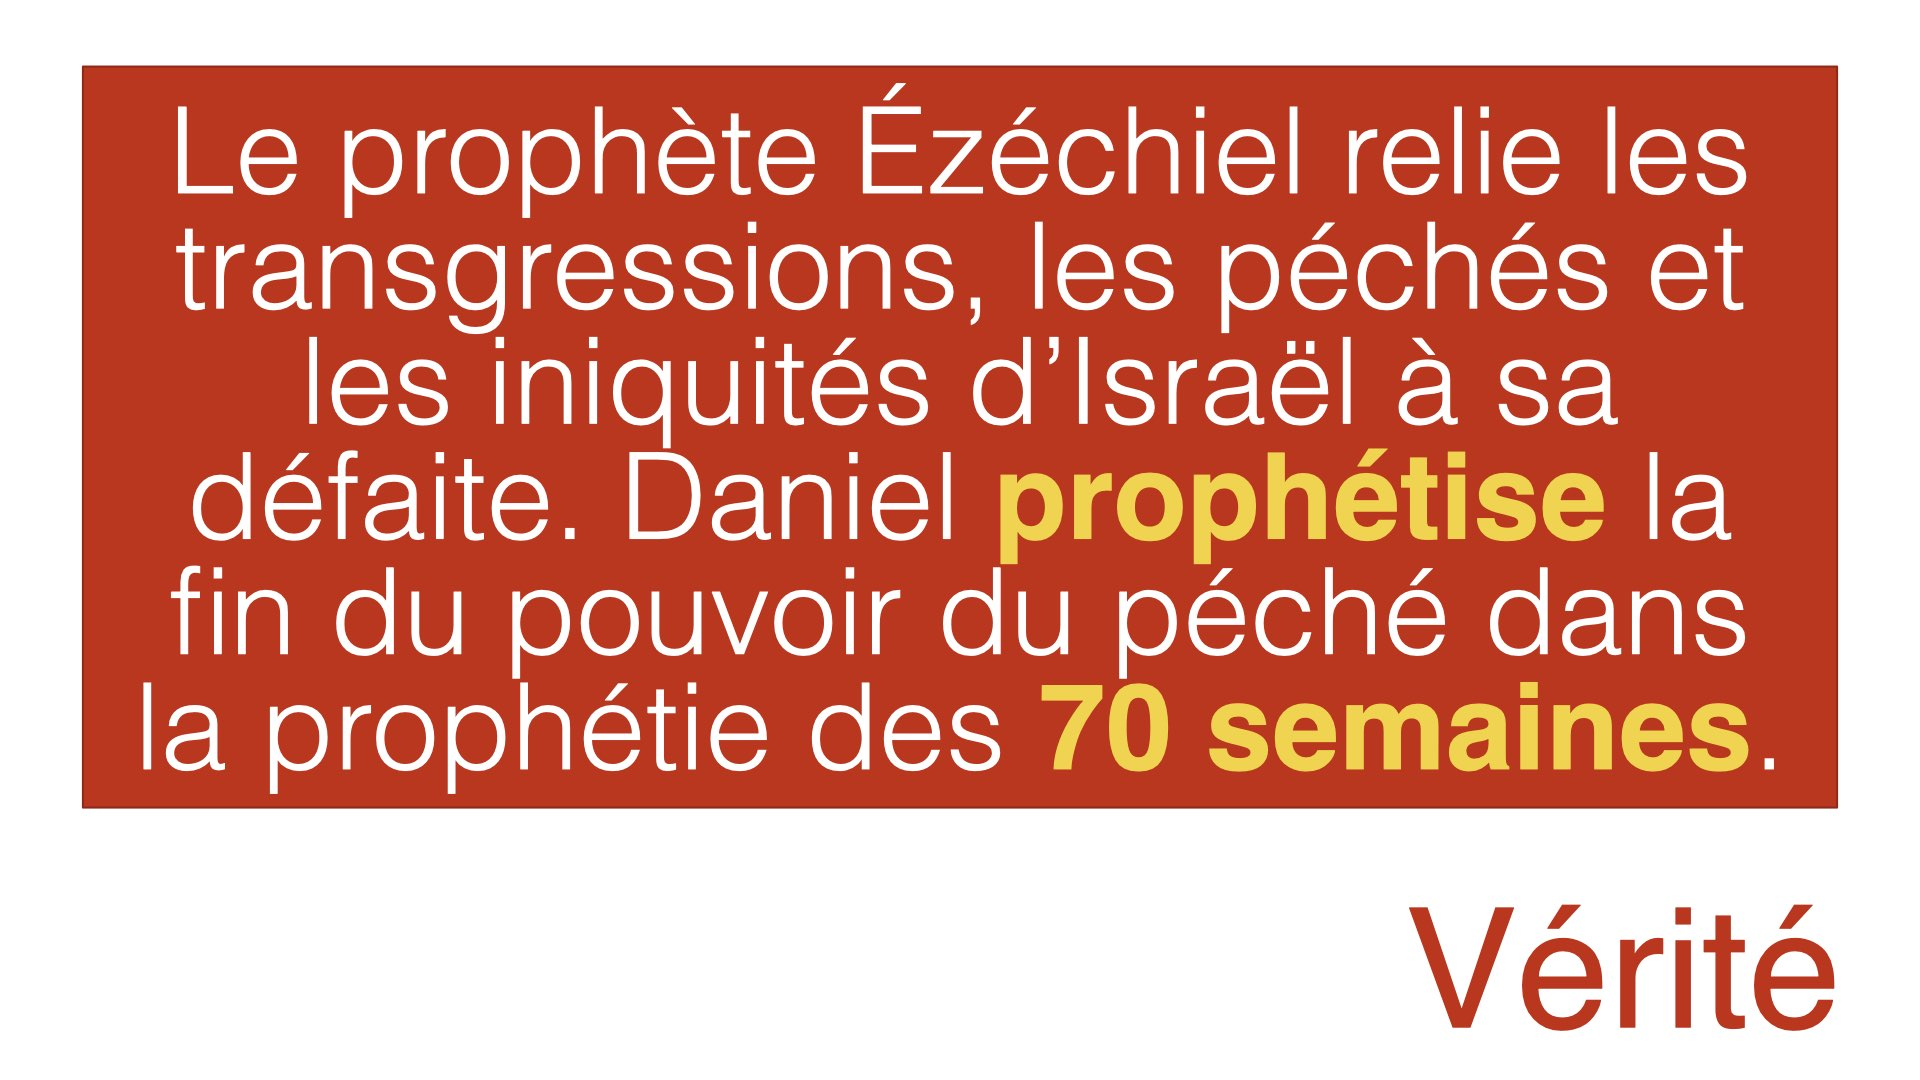 Le prophète Ézéchiel relie les
transgressions, les péchés et
les iniquités d’Israël à sa
défaite. Daniel prophétise la
fin du pouvoir du péché dans
la prophétie des 70 semaines.
Vérité